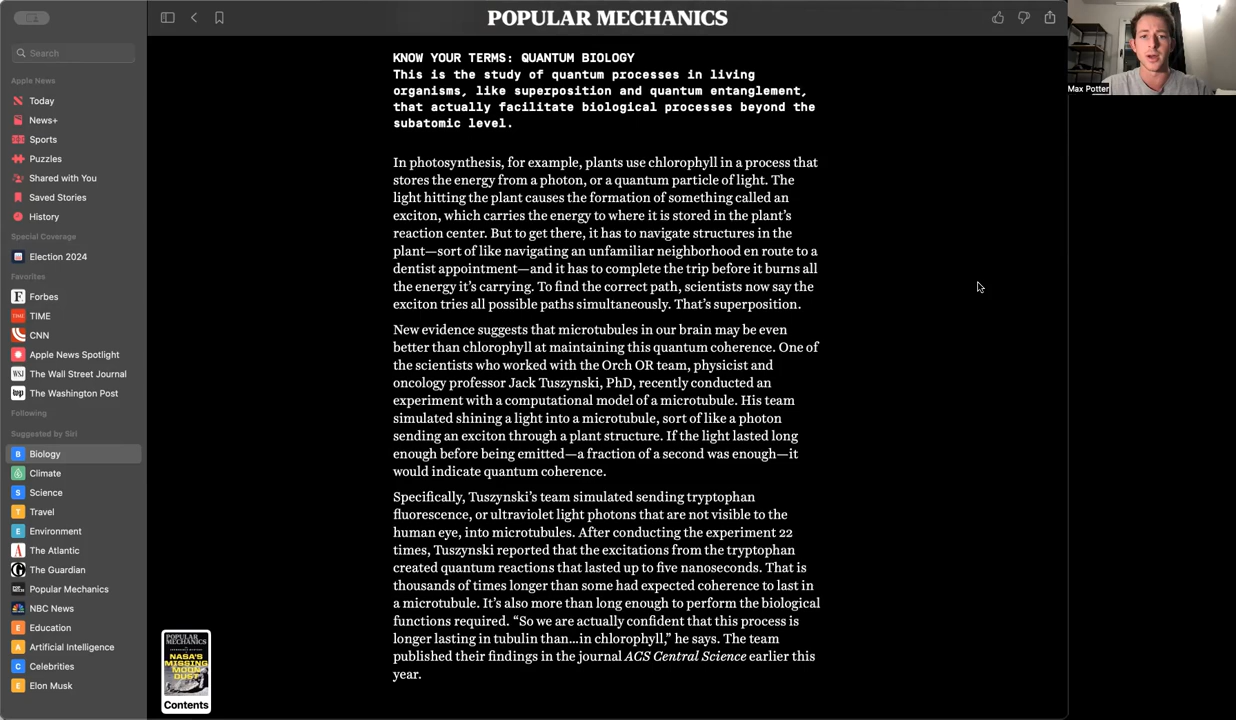 POPULAR MECHANICS
Search
Apple News
Today
News+
Sports
Puzzles
Shared with You
Saved Stories
History
Special Coverage
Election 2024
Favorites
F Forbes
TIME TIME
CNN
Apple News Spotlight
WSJ The Wall Street Journal
wp The Washington Post
Following
Suggested by Siri
B Biology
Climate
S Science
T Travel
E Environment
A The Atlantic
G The Guardian
Popular Mechanics
NBC News
E Education
A Artificial Intelligence
C Celebrities
E Elon Musk
KNOW YOUR TERMS: QUANTUM BIOLOGY
This is the study of quantum processes in living
organisms, like superposition and quantum entanglement,
that actually facilitate biological processes beyond the
subatomic level.
In photosynthesis, for example, plants use chlorophyll in a process that
stores the energy from a photon, or a quantum particle of light. The
light hitting the plant causes the formation of something called an
exciton, which carries the energy to where it is stored in the plant’s
reaction center. But to get there, it has to navigate structures in the
plant—sort of like navigating an unfamiliar neighborhood en route to a
dentist appointment—and it has to complete the trip before it burns all
the energy it’s carrying. To find the correct path, scientists now say the
exciton tries all possible paths simultaneously. That’s superposition.
New evidence suggests that microtubules in our brain may be even
better than chlorophyll at maintaining this quantum coherence. One of
the scientists who worked with the Orch OR team, physicist and
oncology professor Jack Tuszynski, PhD, recently conducted an
experiment with a computational model of a microtubule. His team
simulated shining a light into a microtubule, sort of like a photon
sending an exciton through a plant structure. If the light lasted long
enough before being emitted—a fraction of a second was enough—it
would indicate quantum coherence.
Specifically, Tuszynski’s team simulated sending tryptophan
fluorescence, or ultraviolet light photons that are not visible to the
human eye, into microtubules. After conducting the experiment 22
times, Tuszynski reported that the excitations from the tryptophan
created quantum reactions that lasted up to five nanoseconds. That is
thousands of times longer than some had expected coherence to last in
a microtubule. It’s also more than long enough to perform the biological
functions required. “So we are actually confident that this process is
longer lasting in tubulin than...in chlorophyll,” he says. The team
published their findings in the journal ACS Central Science earlier this
year.
POPULAR MECHANICS
NASA'S
MISSING
MOON
DUST
Contents
Max Potter